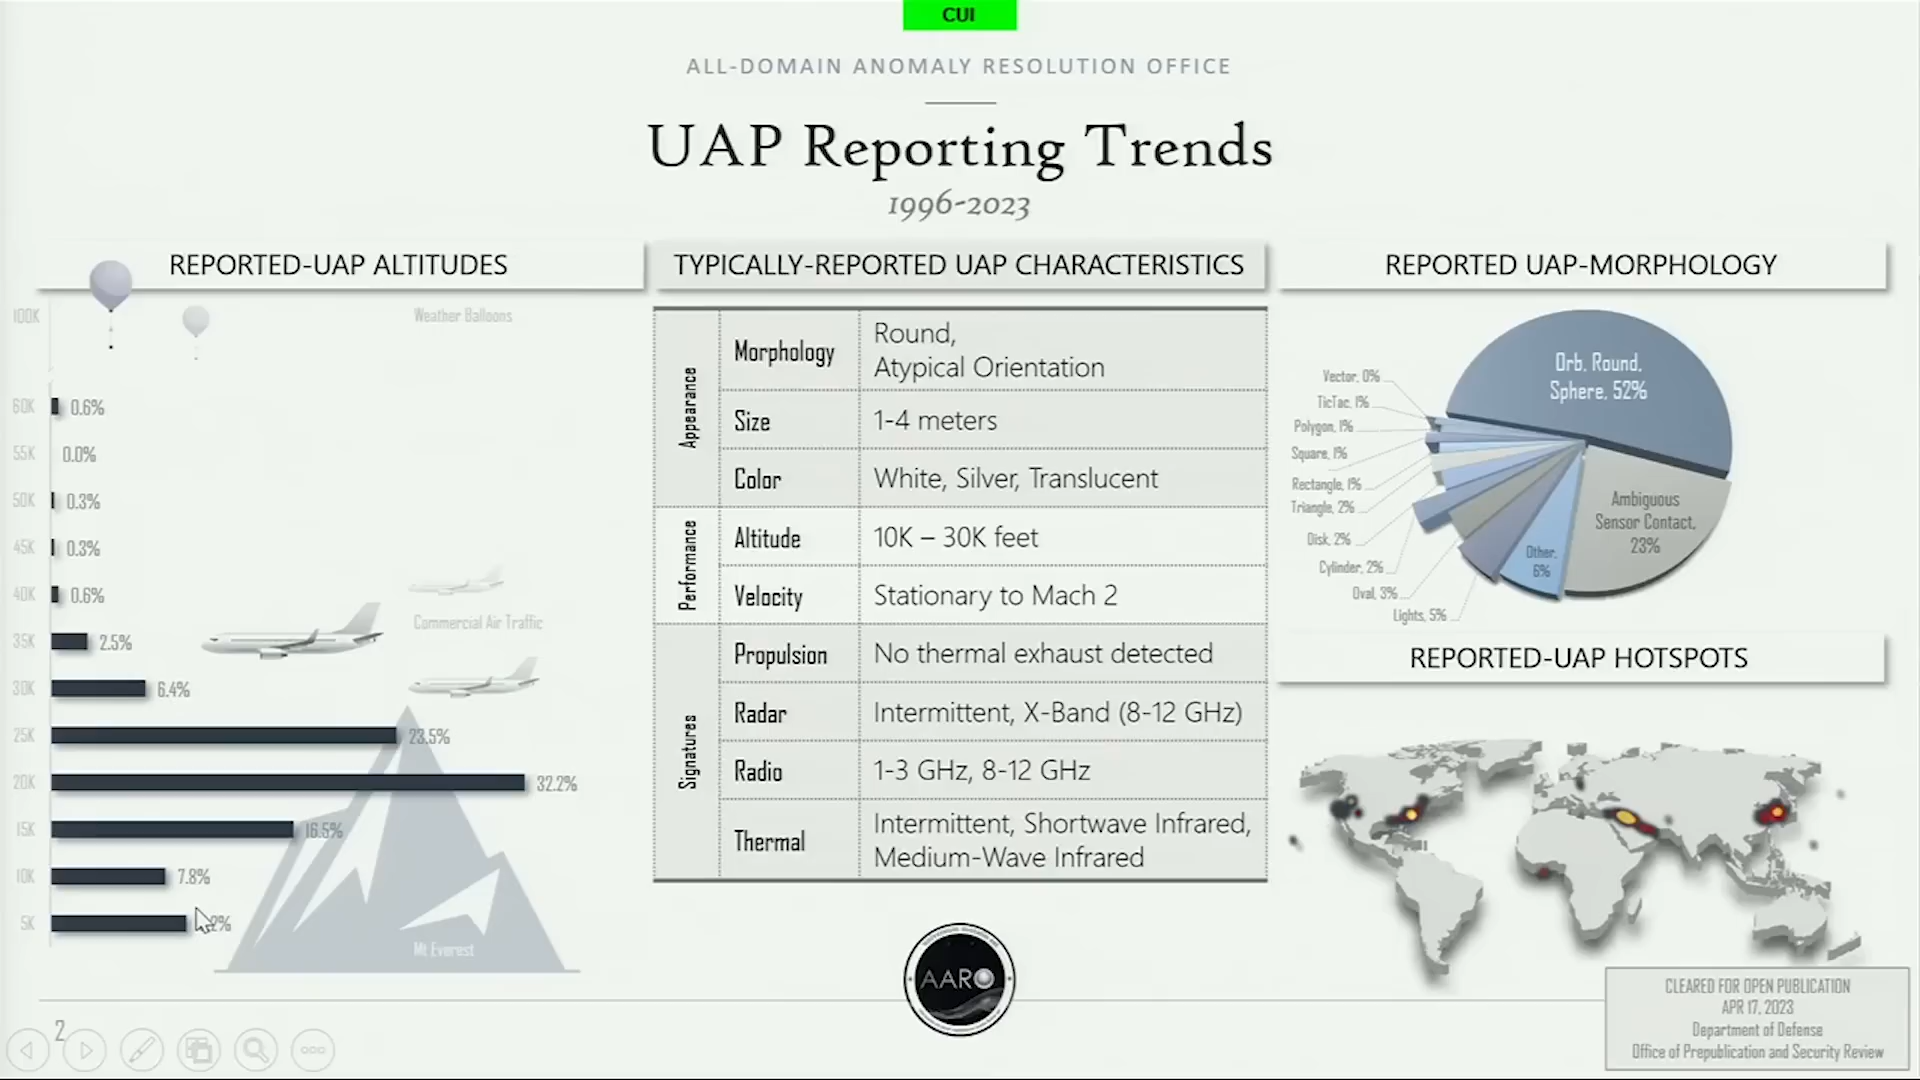 CUI
ALL-DOMAIN ANOMALY RESOLUTION OFFICE
UAP Reporting Trends
1996-2023
REPORTED-UAP ALTITUDES
100K
Weather Balloons
60K 0.6%
55K 0.0%
50K 0.3%
45K 0.3%
40K 0.6%
Commercial Air Traffic
35K 2.5%
30K 6.4%
25K 23.5%
20K 32.2%
15K 16.5%
10K 7.8%
5K 2%
Mt Everest
TYPICALLY-REPORTED UAP CHARACTERISTICS
Appearance
Morphology
Round,
Atypical Orientation
Size
1-4 meters
Color
White, Silver, Translucent
Performance
Altitude
10K – 30K feet
Velocity
Stationary to Mach 2
Signatures
Propulsion
No thermal exhaust detected
Radar
Intermittent, X-Band (8-12 GHz)
Radio
1-3 GHz, 8-12 GHz
Thermal
Intermittent, Shortwave Infrared,
Medium-Wave Infrared
AARO
REPORTED UAP-MORPHOLOGY
Orb, Round,
Sphere, 52%
Vector, 0%
TicTac, 1%
Polygon, 1%
Square, 1%
Rectangle, 1%
Triangle, 2%
Disk, 2%
Cylinder, 2%
Oval, 3%
Lights, 5%
Other,
6%
Ambiguous
Sensor Contact,
23%
REPORTED-UAP HOTSPOTS
CLEARED FOR OPEN PUBLICATION
APR 17, 2023
Department of Defense
Office of Prepublication and Security Review
2